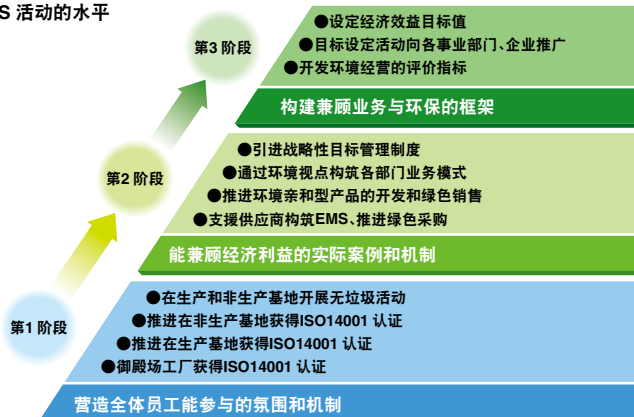 S 活动的水平
第3 阶段
●设定经济效益目标值
●目标设定活动向各事业部门、企业推广
●开发环境经营的评价指标
构建兼顾业务与环保的框架
第2 阶段
●引进战略性目标管理制度
●通过环境视点构筑各部门业务模式
●推进环境亲和型产品的开发和绿色销售
●支援供应商构筑EMS、推进绿色采购
能兼顾经济利益的实际案例和机制
第1 阶段
●在生产和非生产基地开展无垃圾活动
●推进在非生产基地获得ISO14001 认证
●推进在生产基地获得ISO14001 认证
●御殿场工厂获得ISO14001 认证
营造全体员工能参与的氛围和机制